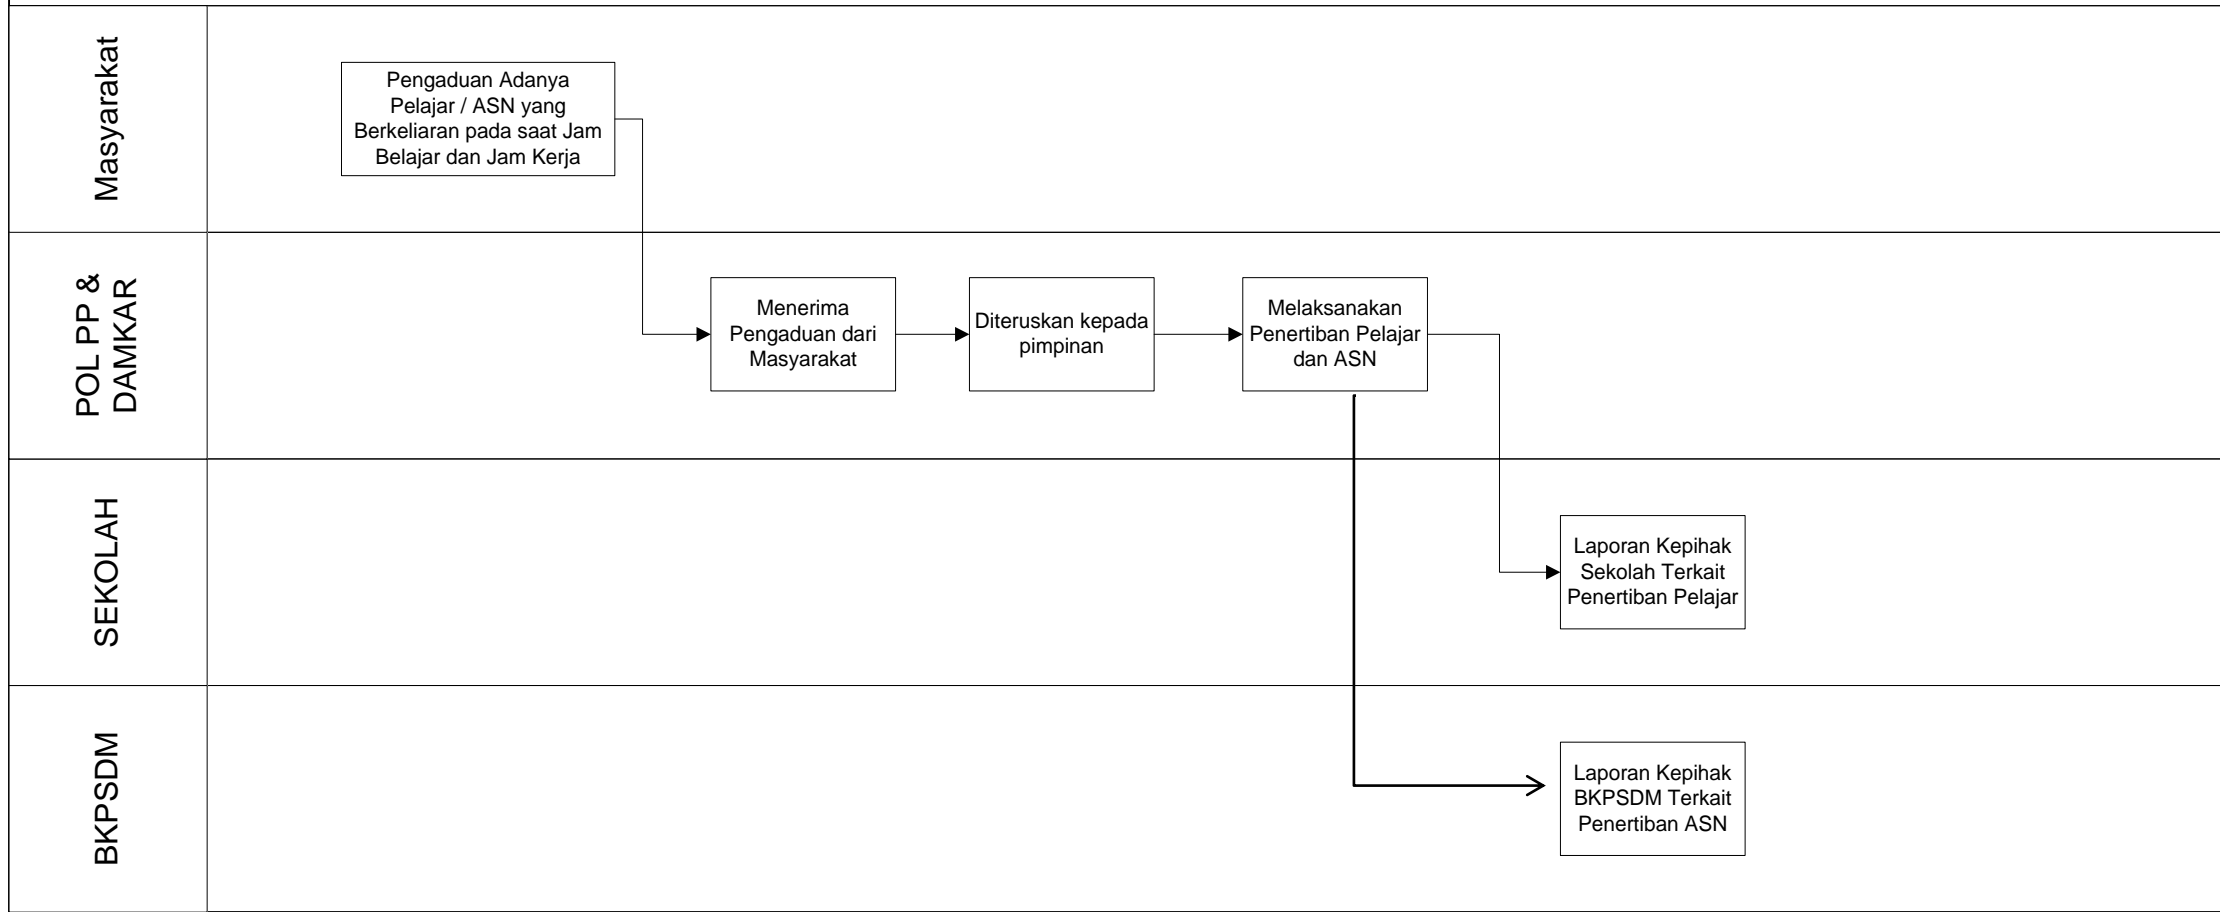 Masyarakat
Pengaduan Adanya
Pelajar / ASN yang
Berkeliaran pada saat Jam
Belajar dan Jam Kerja
POL PP &
DAMKAR
Menerima
Pengaduan dari
Masyarakat
Diteruskan kepada
pimpinan
Melaksanakan
Penertiban Pelajar
dan ASN
SEKOLAH
Laporan Kepihak
Sekolah Terkait
Penertiban Pelajar
BKPSDM
Laporan Kepihak
BKPSDM Terkait
Penertiban ASN